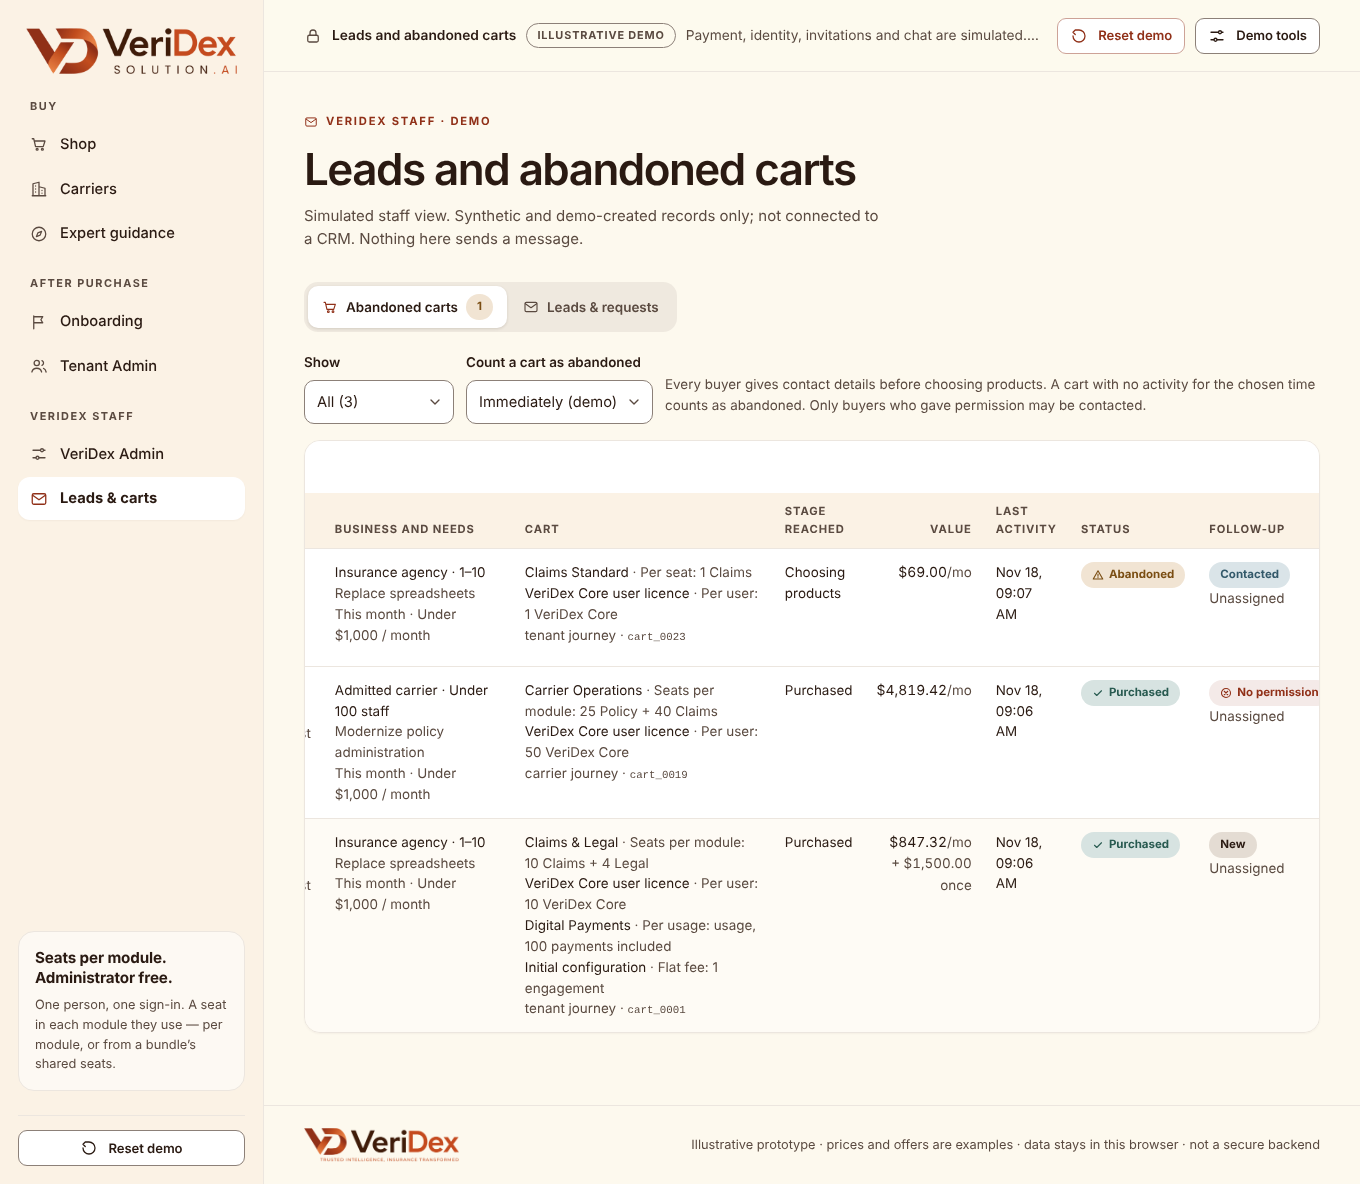 VeriDex
SOLUTION.AI
BUY
Shop
Carriers
Expert guidance
AFTER PURCHASE
Onboarding
Tenant Admin
VERIDEX STAFF
VeriDex Admin
Leads & carts
Seats per module.
Administrator free.
One person, one sign-in. A seat
in each module they use — per
module, or from a bundle's
shared seats.
Reset demo
Leads and abandoned carts ILLUSTRATIVE DEMO Payment, identity, invitations and chat are simulated.... Reset demo Demo tools
VERIDEX STAFF · DEMO
Leads and abandoned carts
Simulated staff view. Synthetic and demo-created records only; not connected to
a CRM. Nothing here sends a message.
Abandoned carts 1 Leads & requests
Show
All (3)
Count a cart as abandoned
Immediately (demo)
Every buyer gives contact details before choosing products. A cart with no activity for the chosen time
counts as abandoned. Only buyers who gave permission may be contacted.
BUSINESS AND NEEDS
CART
STAGE
REACHED
VALUE
LAST
ACTIVITY
STATUS
FOLLOW-UP
Insurance agency · 1–10
Replace spreadsheets
This month · Under
$1,000 / month
Claims Standard · Per seat: 1 Claims
VeriDex Core user licence · Per user:
1 VeriDex Core
tenant journey · cart_0023
Choosing
products
$69.00/mo
Nov 18,
09:07
AM
Abandoned
Contacted
Unassigned
Admitted carrier · Under
100 staff
Modernize policy
administration
This month · Under
$1,000 / month
Carrier Operations · Seats per
module: 25 Policy + 40 Claims
VeriDex Core user licence · Per user:
50 VeriDex Core
carrier journey · cart_0019
Purchased
$4,819.42/mo
Nov 18,
09:06
AM
Purchased
No permission
Unassigned
Insurance agency · 1–10
Replace spreadsheets
This month · Under
$1,000 / month
Claims & Legal · Seats per module:
10 Claims + 4 Legal
VeriDex Core user licence · Per user:
10 VeriDex Core
Digital Payments · Per usage: usage,
100 payments included
Initial configuration · Flat fee: 1
engagement
tenant journey · cart_0001
Purchased
$847.32/mo
+ $1,500.00
once
Nov 18,
09:06
AM
Purchased
New
Unassigned
VeriDex
TRUSTED INTELLIGENCE, INSURANCE TRANSFORMED
Illustrative prototype · prices and offers are examples · data stays in this browser · not a secure backend